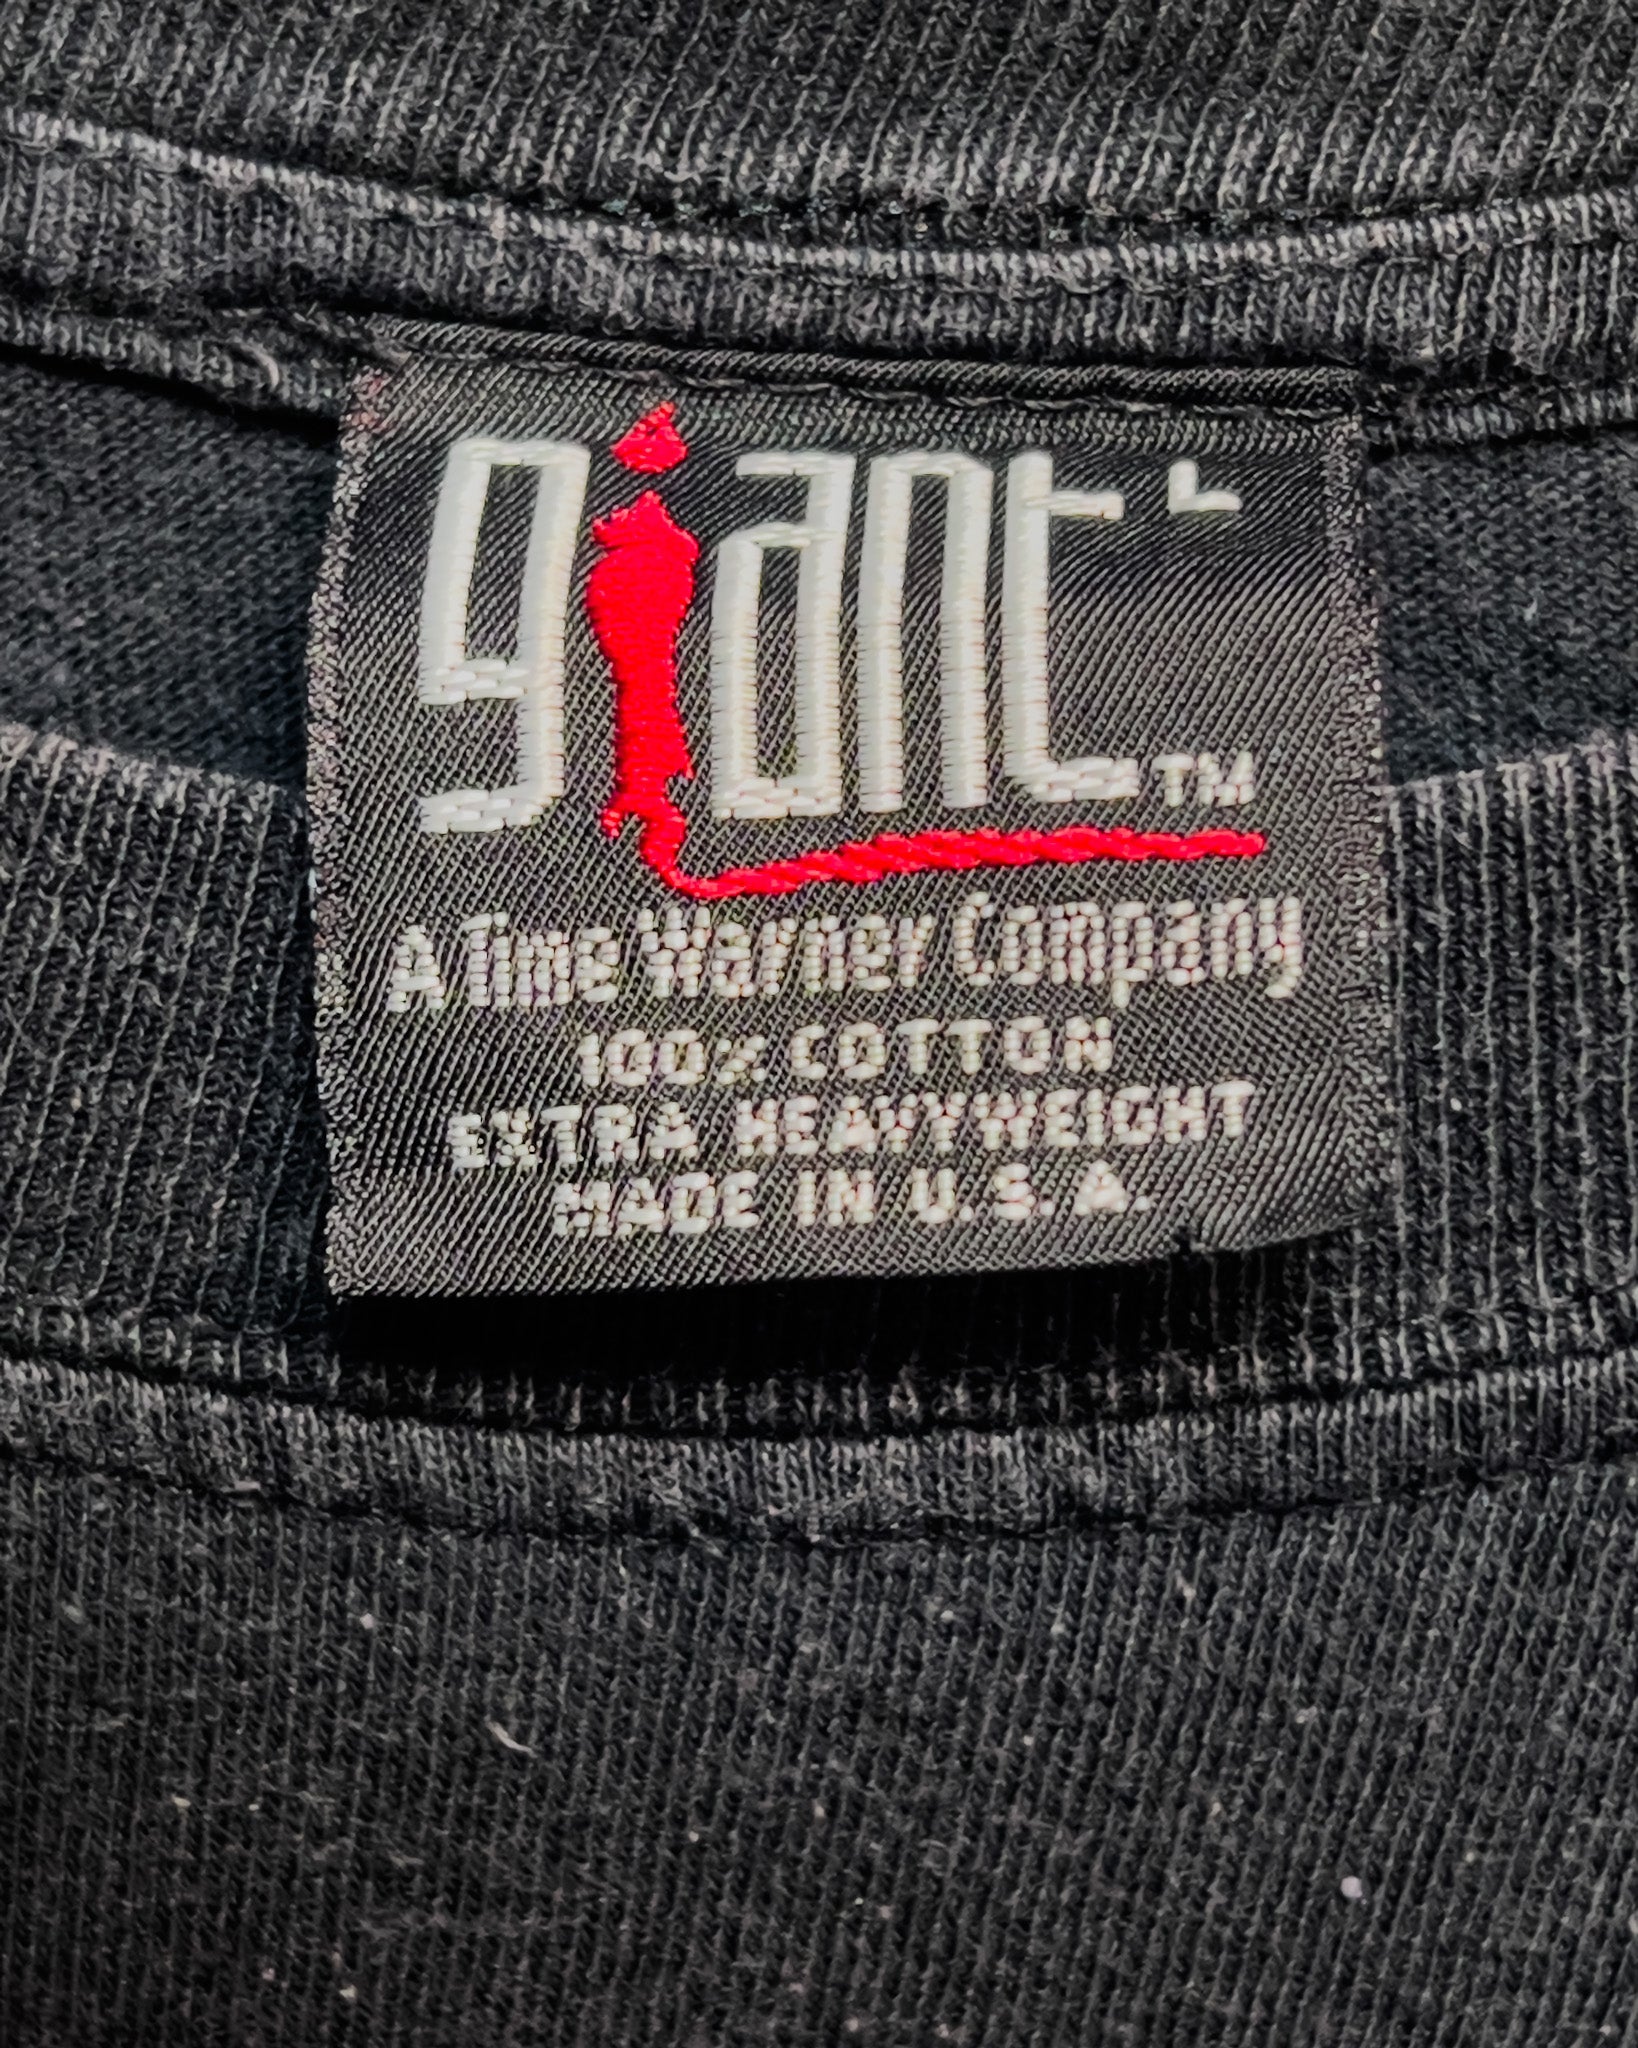 giant L
TM
A Time Warner Company
100% COTTON
EXTRA HEAVYWEIGHT
MADE IN U.S.A.